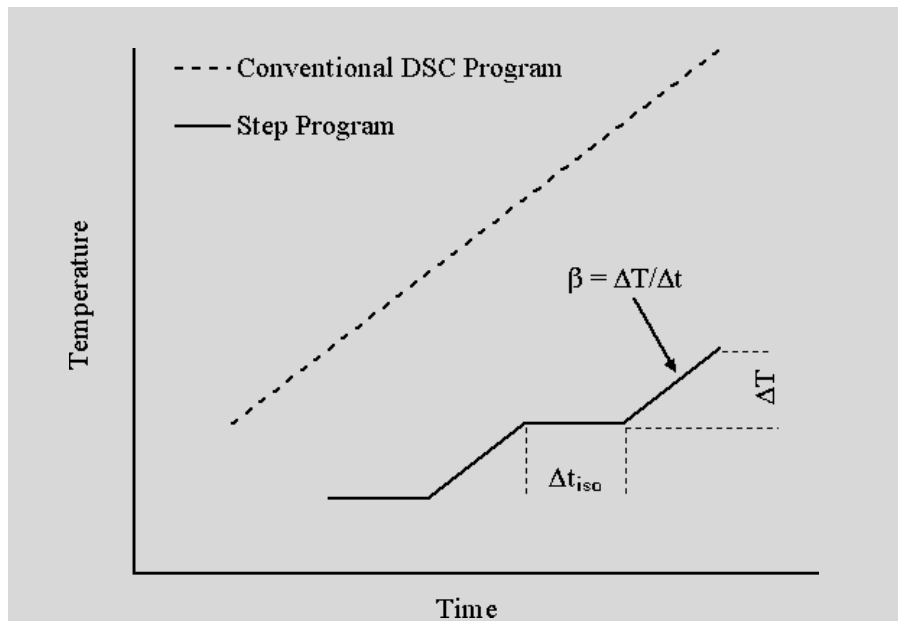 Conventional DSC Program
Step Program
β = ΔT/Δt
Temperature
ΔT
Δt_iso
Time